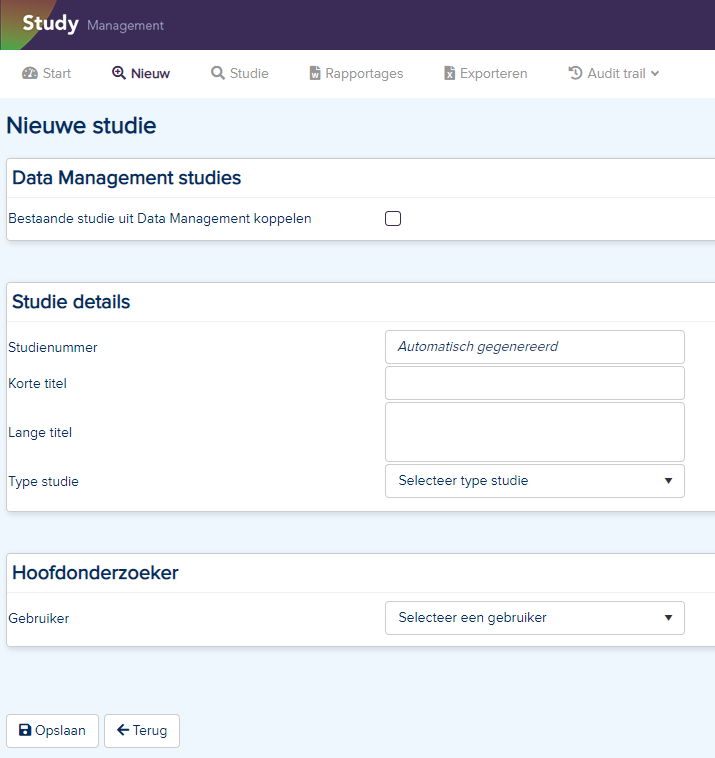 Study Management
Start Nieuw Studie Rapportages Exporteren Audit trail
Nieuwe studie
Data Management studies
Bestaande studie uit Data Management koppelen
Studie details
Studienummer Automatisch gegenereerd
Korte titel
Lange titel
Type studie Selecteer type studie
Hoofdonderzoeker
Gebruiker Selecteer een gebruiker
Opslaan Terug